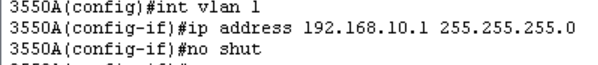 3550A(config)#int vlan 1
3550A(config-if)#ip address 192.168.10.1 255.255.255.0
3550A(config-if)#no shut